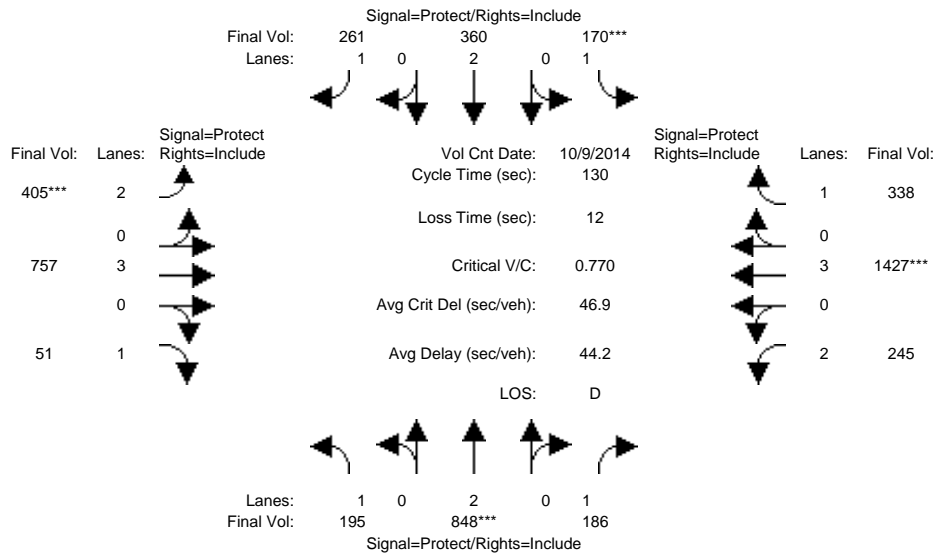 Signal=Protect/Rights=Include
Final Vol: 261 360 170***
Lanes: 1 0 2 0 1
Signal=Protect Signal=Protect
Final Vol: Lanes: Rights=Include Vol Cnt Date: 10/9/2014 Rights=Include Lanes: Final Vol:
Cycle Time (sec): 130
405*** 2 1 338
Loss Time (sec): 12
0 0
757 3 Critical V/C: 0.770 3 1427***
0 Avg Crit Del (sec/veh): 46.9 0
51 1 Avg Delay (sec/veh): 44.2 2 245
LOS: D
Lanes: 1 0 2 0 1
Final Vol: 195 848*** 186
Signal=Protect/Rights=Include